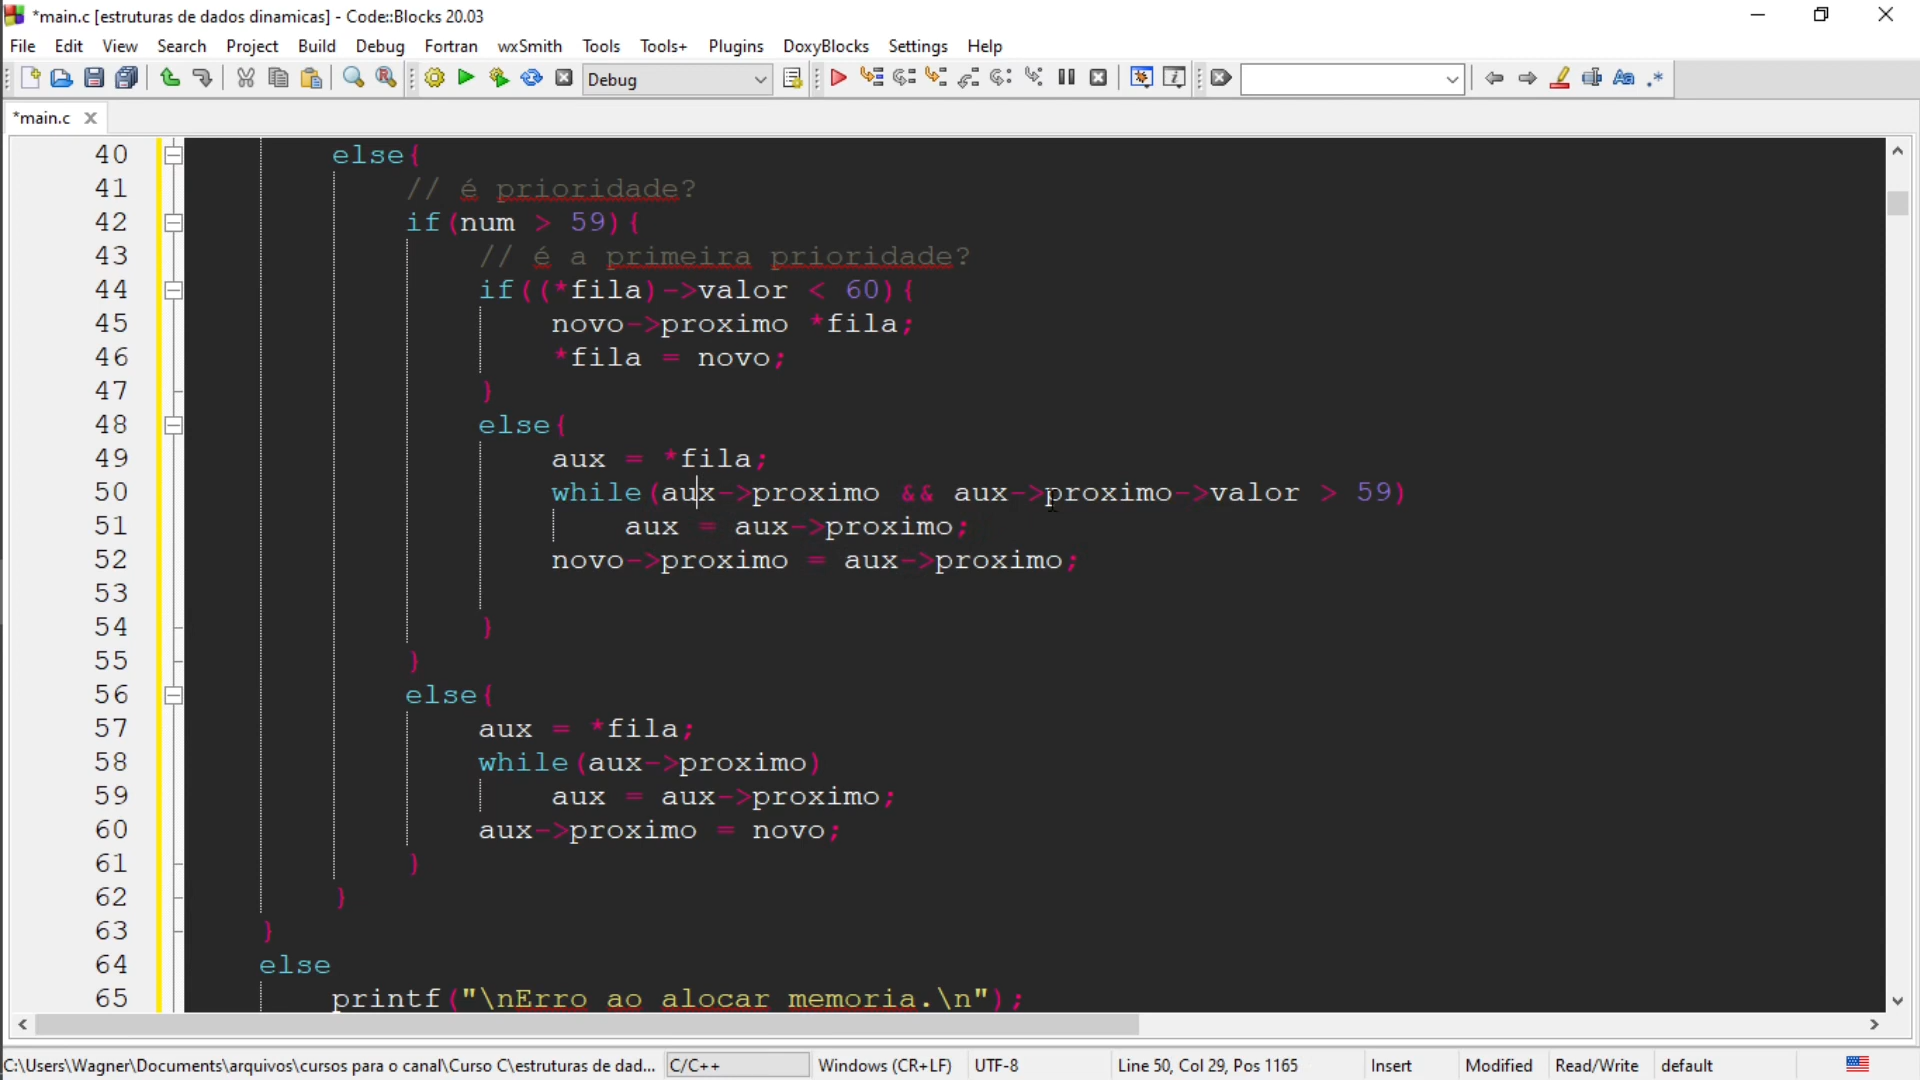 *main.c [estruturas de dados dinamicas] - Code::Blocks 20.03
File Edit View Search Project Build Debug Fortran wxSmith Tools Tools+ Plugins DoxyBlocks Settings Help
Debug
*main.c
40 else{
41 // é prioridade?
42 if(num > 59){
43 // é a primeira prioridade?
44 if((*fila)->valor < 60){
45 novo->proximo *fila;
46 *fila = novo;
47 }
48 else{
49 aux = *fila;
50 while(aux->proximo && aux->proximo->valor > 59)
51 aux = aux->proximo;
52 novo->proximo = aux->proximo;
53
54 }
55 }
56 else{
57 aux = *fila;
58 while(aux->proximo)
59 aux = aux->proximo;
60 aux->proximo = novo;
61 }
62 }
63 }
64 else
65 printf("\nErro ao alocar memoria.\n");
C:\Users\Wagner\Documents\arquivos\cursos para o canal\Curso C\estruturas de dad... C/C++ Windows (CR+LF) UTF-8 Line 50, Col 29, Pos 1165 Insert Modified Read/Write default